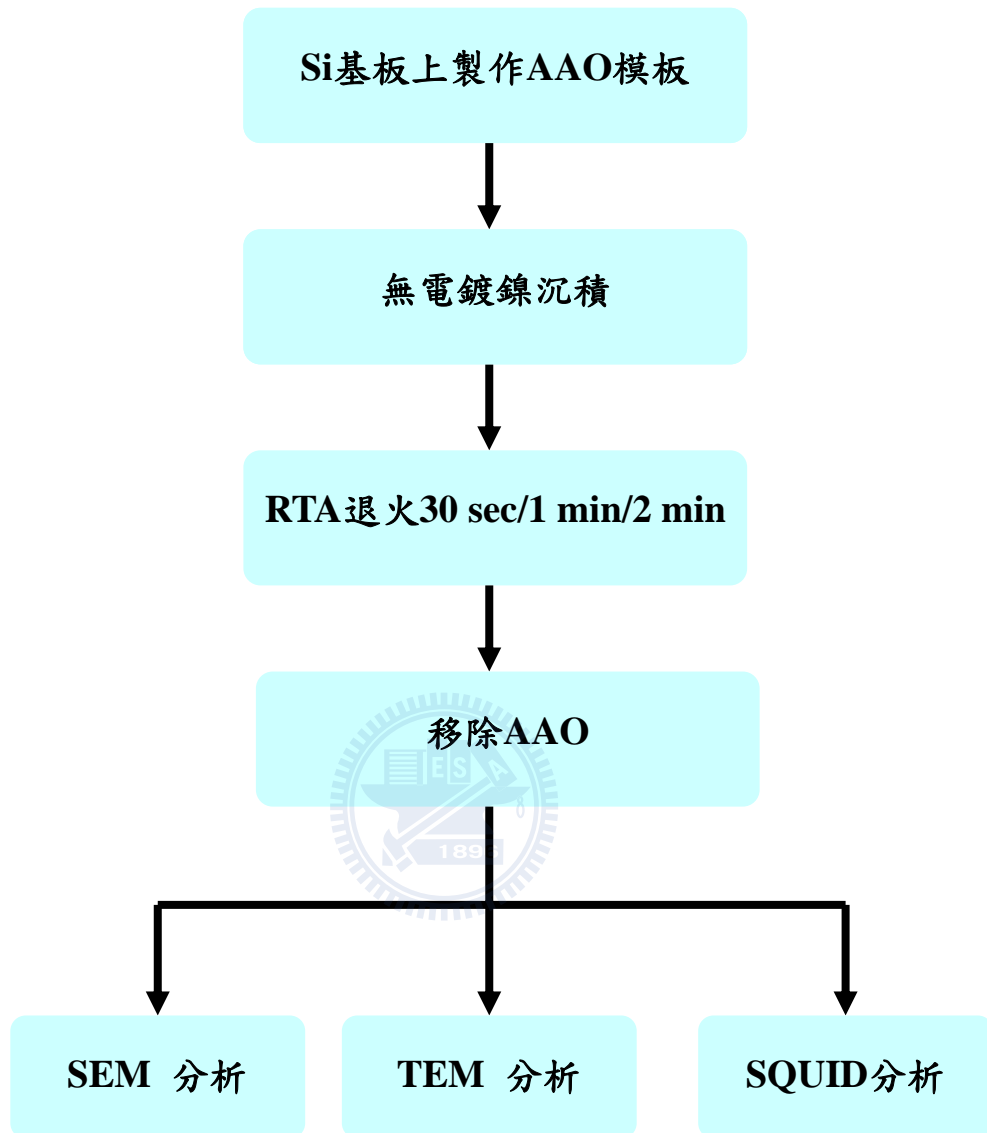 Si基板上製作AAO模板
無電鍍鎳沉積
RTA退火30 sec/1 min/2 min
移除AAO
E S A
1896
SEM 分析
TEM 分析
SQUID分析